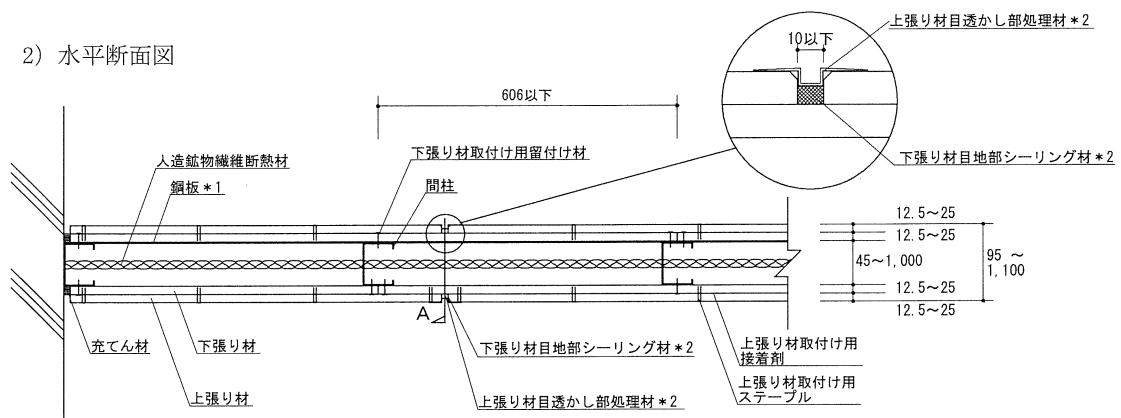 2) 水平断面図
上張り材目透かし部処理材*2
10以下
606以下
人造鉱物繊維断熱材
鋼板*1
下張り材取付け用留付け材
間柱
下張り材目地部シーリング材*2
12.5~25
12.5~25
45~1,000
95 ~
1,100
12.5~25
12.5~25
A
充てん材
下張り材
上張り材
下張り材目地部シーリング材*2
上張り材目透かし部処理材*2
上張り材取付け用
接着剤
上張り材取付け用
ステープル